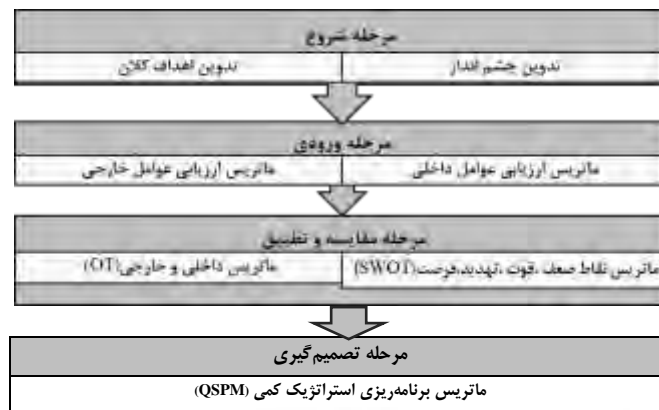 مرحله شروع
تدوین چشم انداز تدوین اهداف کلان
مرحله ورودی
ماتریس ارزیابی عوامل داخلی ماتریس ارزیابی عوامل خارجی
مرحله مقایسه و تطبیق
ماتریس نقاط ضعف ،قوت ،تهدید،فرصت(SWOT) ماتریس داخلی و خارجی(OT)
مرحله تصمیم‌گیری
ماتریس برنامه‌ریزی استراتژیک کمی (QSPM)